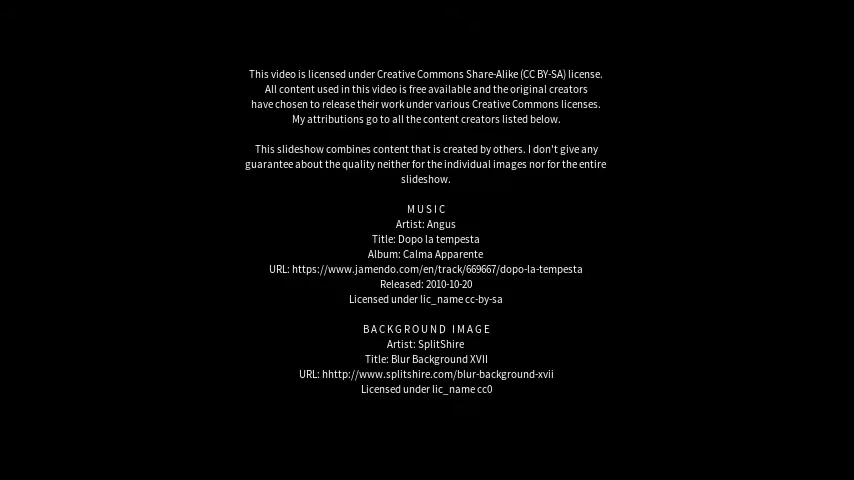 This video is licensed under Creative Commons Share-Alike (CC BY-SA) license.
All content used in this video is free available and the original creators
have chosen to release their work under various Creative Commons licenses.
My attributions go to all the content creators listed below.
This slideshow combines content that is created by others. I don't give any
guarantee about the quality neither for the individual images nor for the entire
slideshow.
MUSIC
Artist: Angus
Title: Dopo la tempesta
Album: Calma Apparente
URL: https://www.jamendo.com/en/track/669667/dopo-la-tempesta
Released: 2010-10-20
Licensed under lic_name cc-by-sa
BACKGROUND IMAGE
Artist: SplitShire
Title: Blur Background XVII
URL: hhttp://www.splitshire.com/blur-background-xvii
Licensed under lic_name cc0